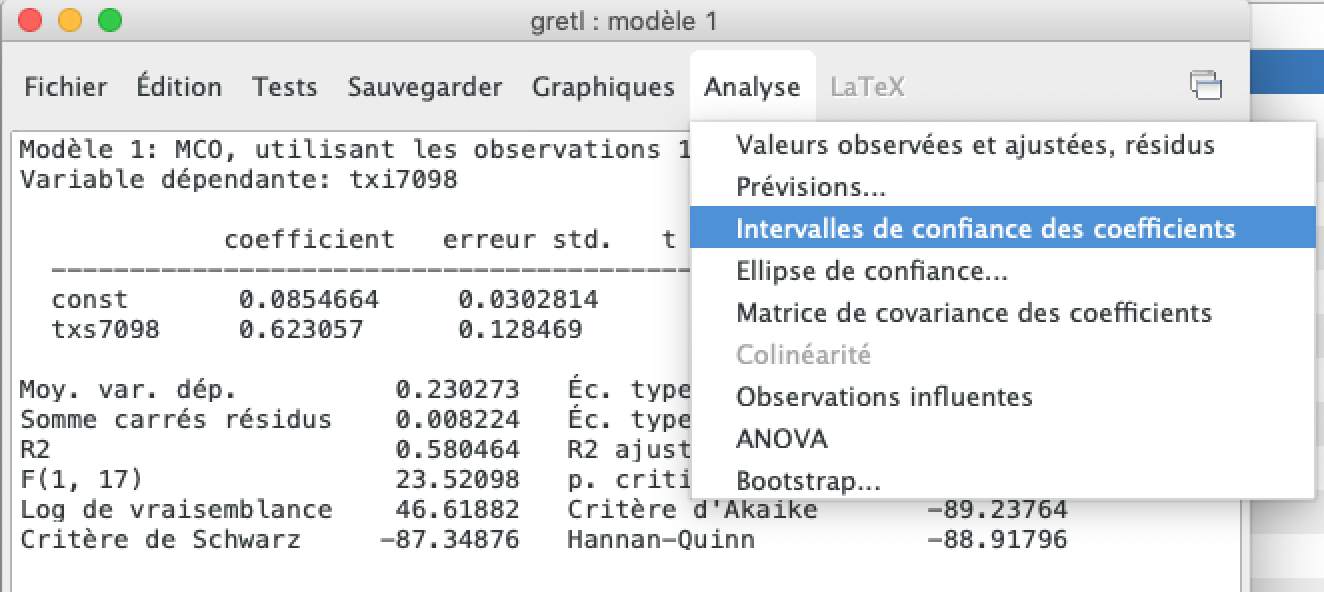 gretl : modèle 1
Fichier Édition Tests Sauvegarder Graphiques Analyse LaTeX
Modèle 1: MCO, utilisant les observations 1
Variable dépendante: txi7098
coefficient erreur std. t
const 0.0854664 0.0302814
txs7098 0.623057 0.128469
Moy. var. dép. 0.230273 Éc. type
Somme carrés résidus 0.008224 Éc. type
R2 0.580464 R2 ajust
F(1, 17) 23.52098 p. criti
Log de vraisemblance 46.61882 Critère d'Akaike -89.23764
Critère de Schwarz -87.34876 Hannan-Quinn -88.91796
Valeurs observées et ajustées, résidus
Prévisions...
Intervalles de confiance des coefficients
Ellipse de confiance...
Matrice de covariance des coefficients
Colinéarité
Observations influentes
ANOVA
Bootstrap...